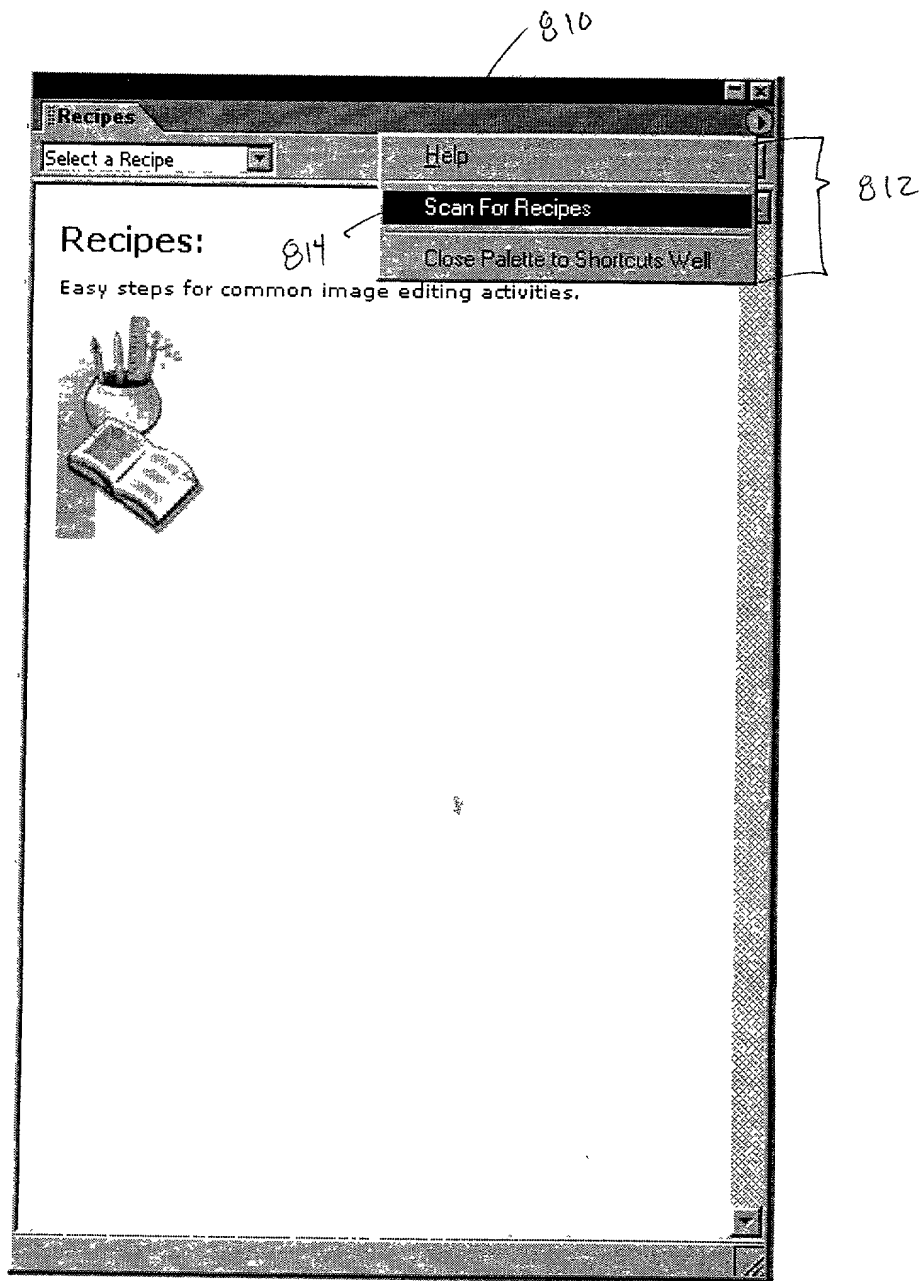 810
Recipes
Select a Recipe
Help
812
Scan For Recipes
Recipes:
814
Close Palette to Shortcuts Well
Easy steps for common image editing activities.